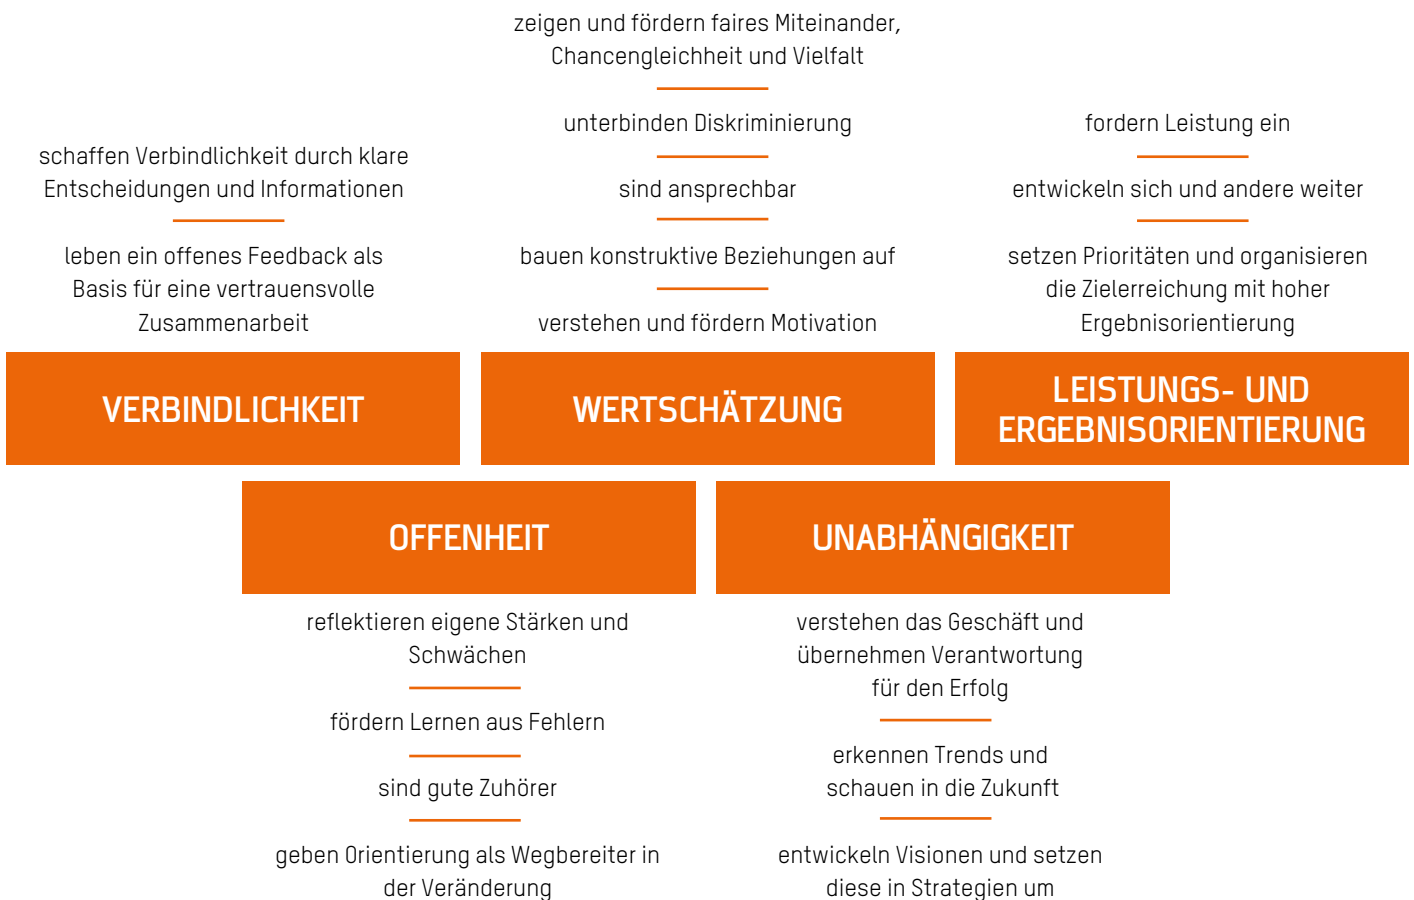 schaffen Verbindlichkeit durch klare
Entscheidungen und Informationen
leben ein offenes Feedback als
Basis für eine vertrauensvolle
Zusammenarbeit
VERBINDLICHKEIT
zeigen und fördern faires Miteinander,
Chancengleichheit und Vielfalt
unterbinden Diskriminierung
sind ansprechbar
bauen konstruktive Beziehungen auf
verstehen und fördern Motivation
WERTSCHÄTZUNG
fordern Leistung ein
entwickeln sich und andere weiter
setzen Prioritäten und organisieren
die Zielerreichung mit hoher
Ergebnisorientierung
LEISTUNGS- UND
ERGEBNISORIENTIERUNG
OFFENHEIT
reflektieren eigene Stärken und
Schwächen
fördern Lernen aus Fehlern
sind gute Zuhörer
geben Orientierung als Wegbereiter in
der Veränderung
UNABHÄNGIGKEIT
verstehen das Geschäft und
übernehmen Verantwortung
für den Erfolg
erkennen Trends und
schauen in die Zukunft
entwickeln Visionen und setzen
diese in Strategien um